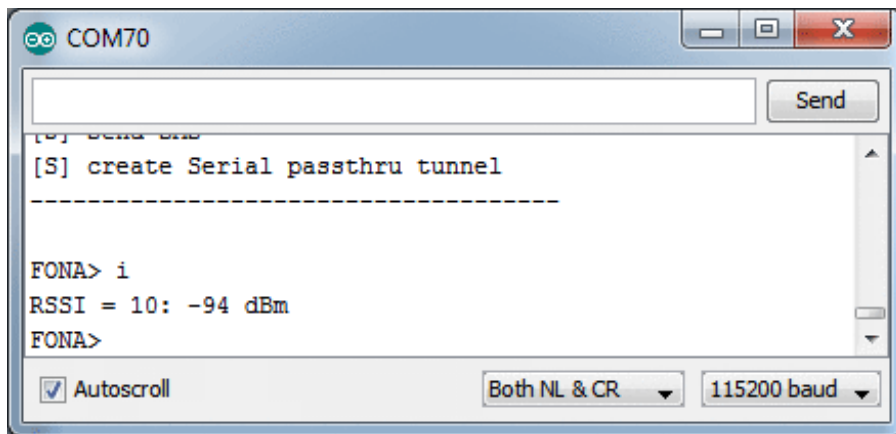 COM70
Send
[S] create Serial passthru tunnel
-------------------------------------
FONA> i
RSSI = 10: -94 dBm
FONA>
Autoscroll
Both NL & CR
115200 baud